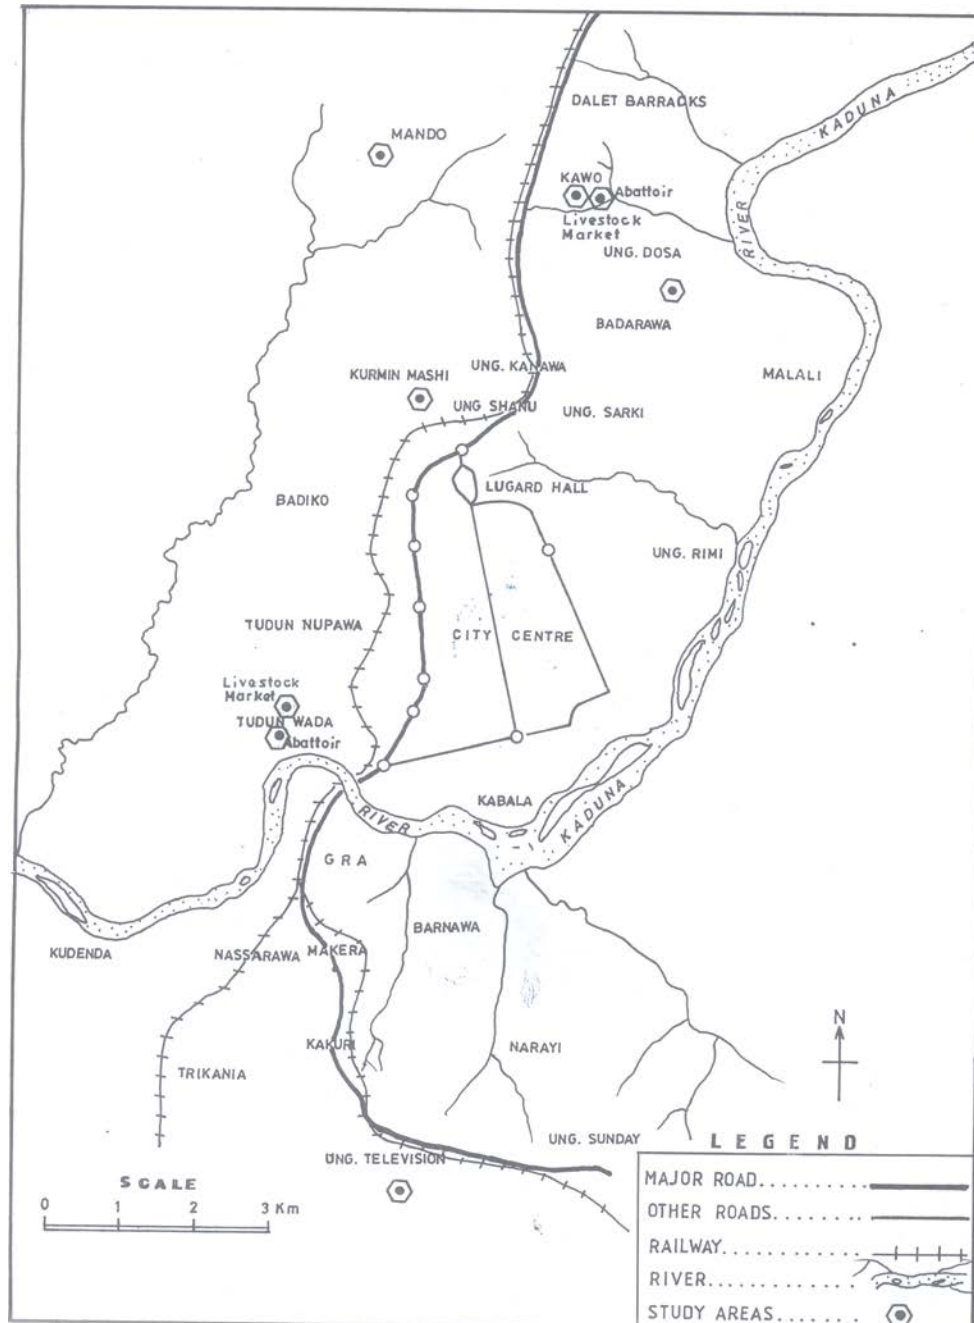 DALET BARRACKS
RIVER KADUNA
MANDO
KAWO
Abattoir
Livestock
Market
UNG. DOSA
BADARAWA
UNG. KANAWA
KURMIN MASHI
MALALI
UNG SHANU
UNG. SARKI
LUGARD HALL
BADIKO
UNG. RIMI
TUDUN NUPAWA
CITY CENTRE
Livestock
Market
TUDUN WADA
Abattoir
KABALA
RIVER KADUNA
GRA
BARNAWA
KUDENDA
NASSARAWA
MAKERA
KAKURI
NARAYI
TRIKANIA
N
UNG. SUNDAY
UNG. TELEVISION
SCALE
0 1 2 3 Km
LEGEND
MAJOR ROAD..........
OTHER ROADS.......
RAILWAY............
RIVER..............
STUDY AREAS.......